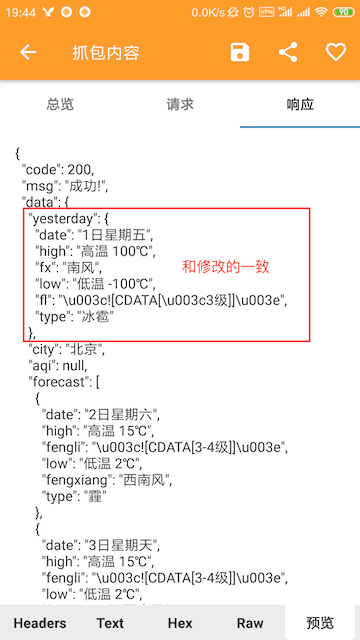 19:44 0.0K/s VPN 90
抓包内容
总览 请求 响应
{
"code": 200,
"msg": "成功!",
"data": {
"yesterday": {
"date": "1日星期五",
"high": "高温 100℃",
"fx": "南风",
和修改的一致
"low": "低温 -100℃",
"fl": "\u003c![CDATA[\u003c3级]]\u003e",
"type": "冰雹"
},
"city": "北京",
"aqi": null,
"forecast": [
{
"date": "2日星期六",
"high": "高温 15℃",
"fengli": "\u003c![CDATA[3-4级]]\u003e",
"low": "低温 2℃",
"fengxiang": "西南风",
"type": "霾"
},
{
"date": "3日星期天",
"high": "高温 15℃",
"fengli": "\u003c![CDATA[3-4级]]\u003e",
"low": "低温 2℃",
Headers Text Hex Raw 预览